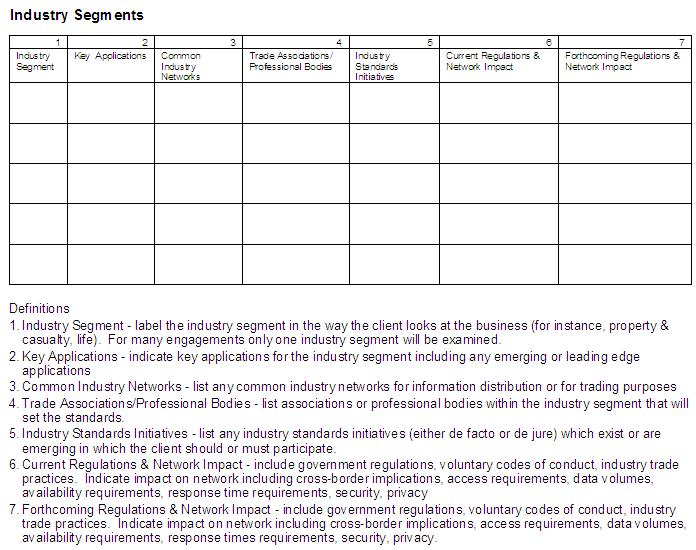 Industry Segments
1 2 3 4 5 6 7
Industry Segment Key Applications Common Industry Networks Trade Associations/ Professional Bodies Industry Standards Initiatives Current Regulations & Network Impact Forthcoming Regulations & Network Impact
Definitions
1. Industry Segment - label the industry segment in the way the client looks at the business (for instance, property &
casualty, life). For many engagements only one industry segment will be examined.
2. Key Applications - indicate key applications for the industry segment including any emerging or leading edge
applications
3. Common Industry Networks - list any common industry networks for information distribution or for trading purposes
4. Trade Associations/Professional Bodies - list associations or professional bodies within the industry segment that will
set the standards.
5. Industry Standards Initiatives - list any industry standards initiatives (either de facto or de jure) which exist or are
emerging in which the client should or must participate.
6. Current Regulations & Network Impact - include government regulations, voluntary codes of conduct, industry trade
practices. Indicate impact on network including cross-border implications, access requirements, data volumes,
availability requirements, response time requirements, security, privacy
7. Forthcoming Regulations & Network Impact - include government regulations, voluntary codes of conduct, industry
trade practices. Indicate impact on network including cross-border implications, access requirements, data volumes,
availability requirements, response times requirements, security, privacy.